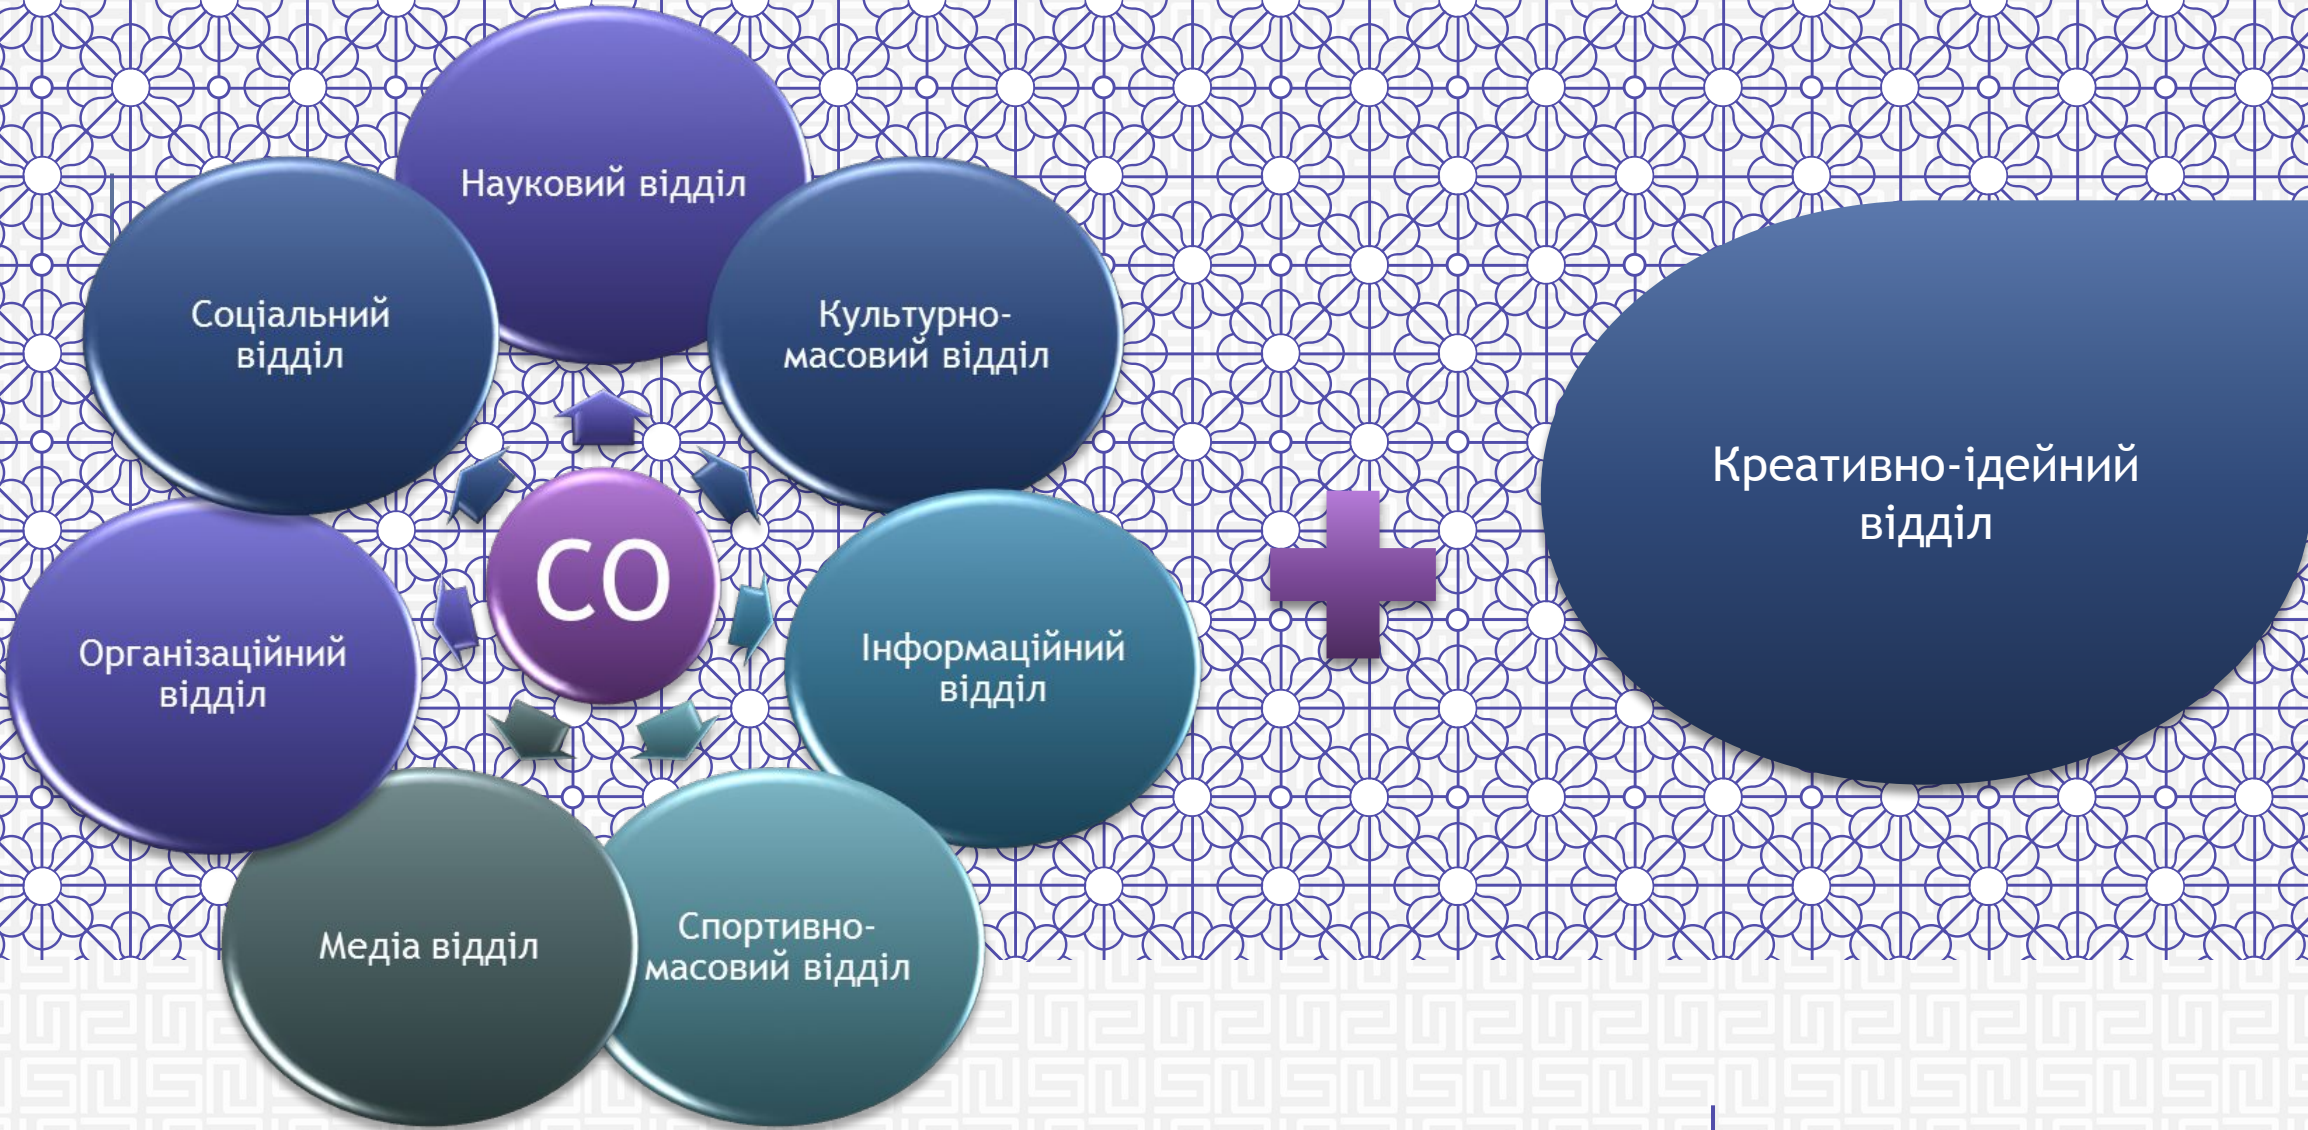 Науковий відділ
Соціальний
відділ
Культурно-
масовий відділ
СО
Організаційний
відділ
Інформаційний
відділ
Медіа відділ
Спортивно-
масовий відділ
Креативно-ідейний
відділ